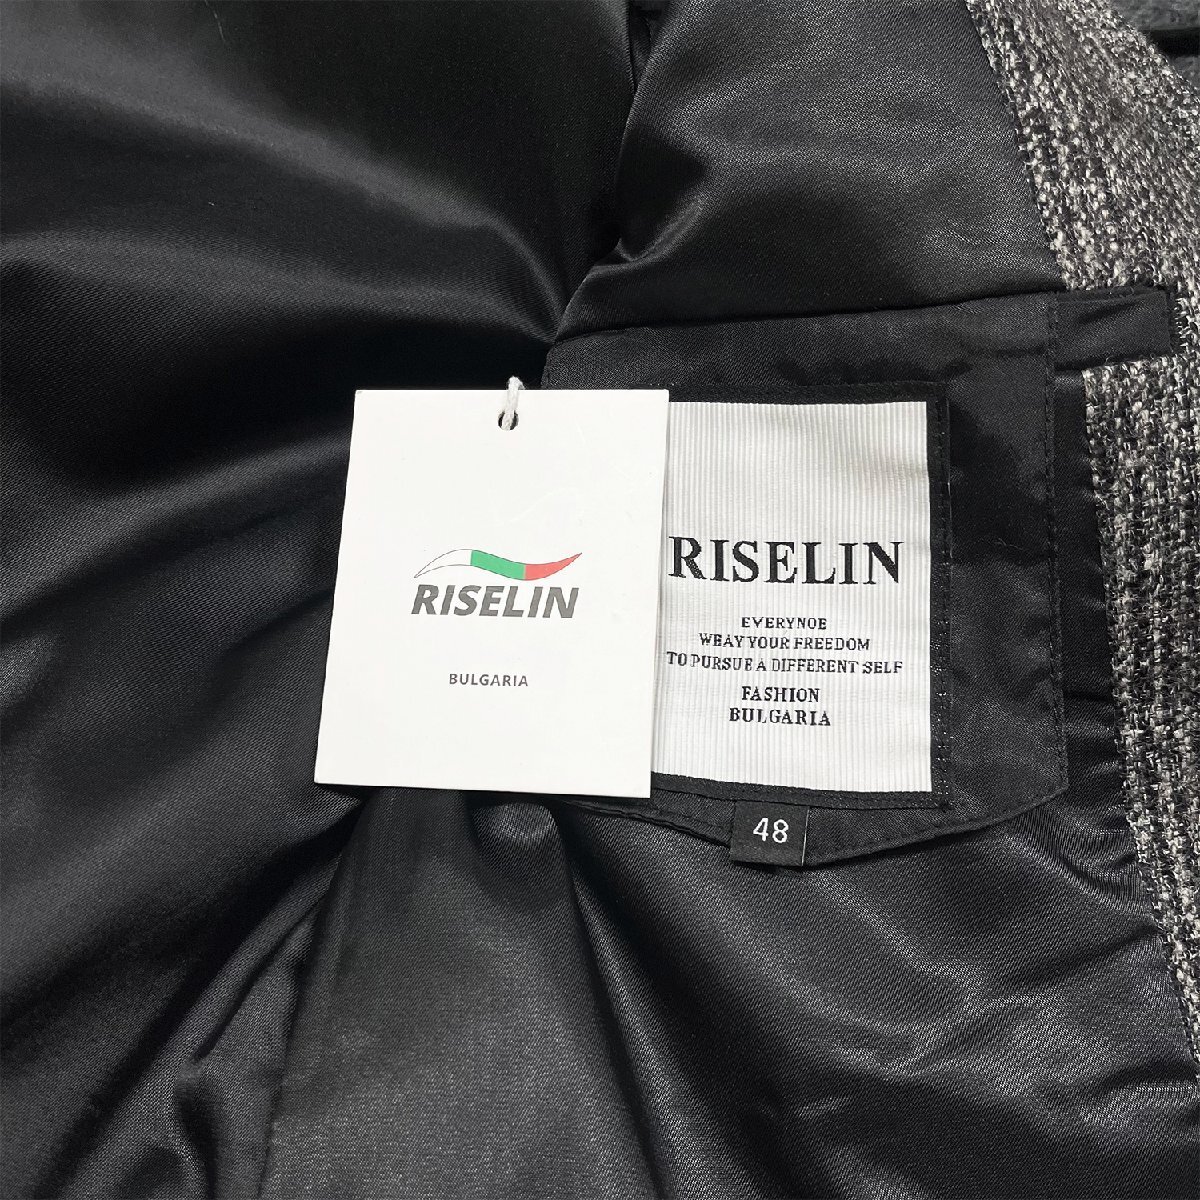 RISELIN
BULGARIA
RISELIN
EVERYNOE
WEAY YOUR FREEDOM
TO PURSUE A DIFFERENT SELF
FASHION
BULGARIA
48